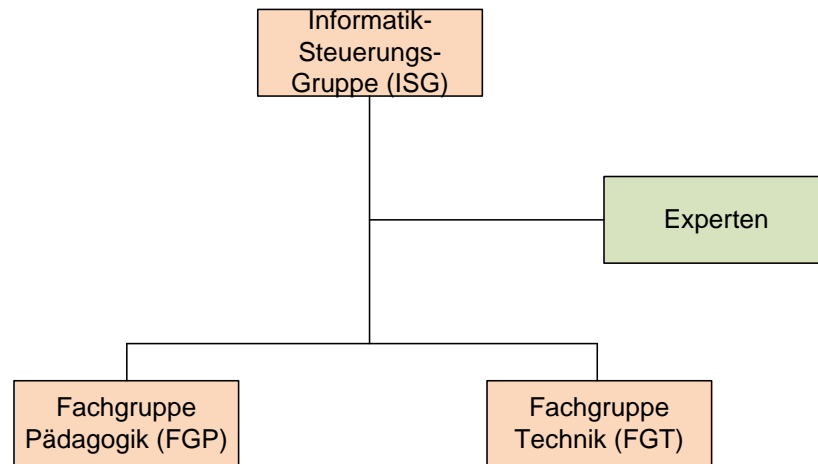 Informatik-
Steuerungs-
Gruppe (ISG)
Experten
Fachgruppe
Pädagogik (FGP)
Fachgruppe
Technik (FGT)